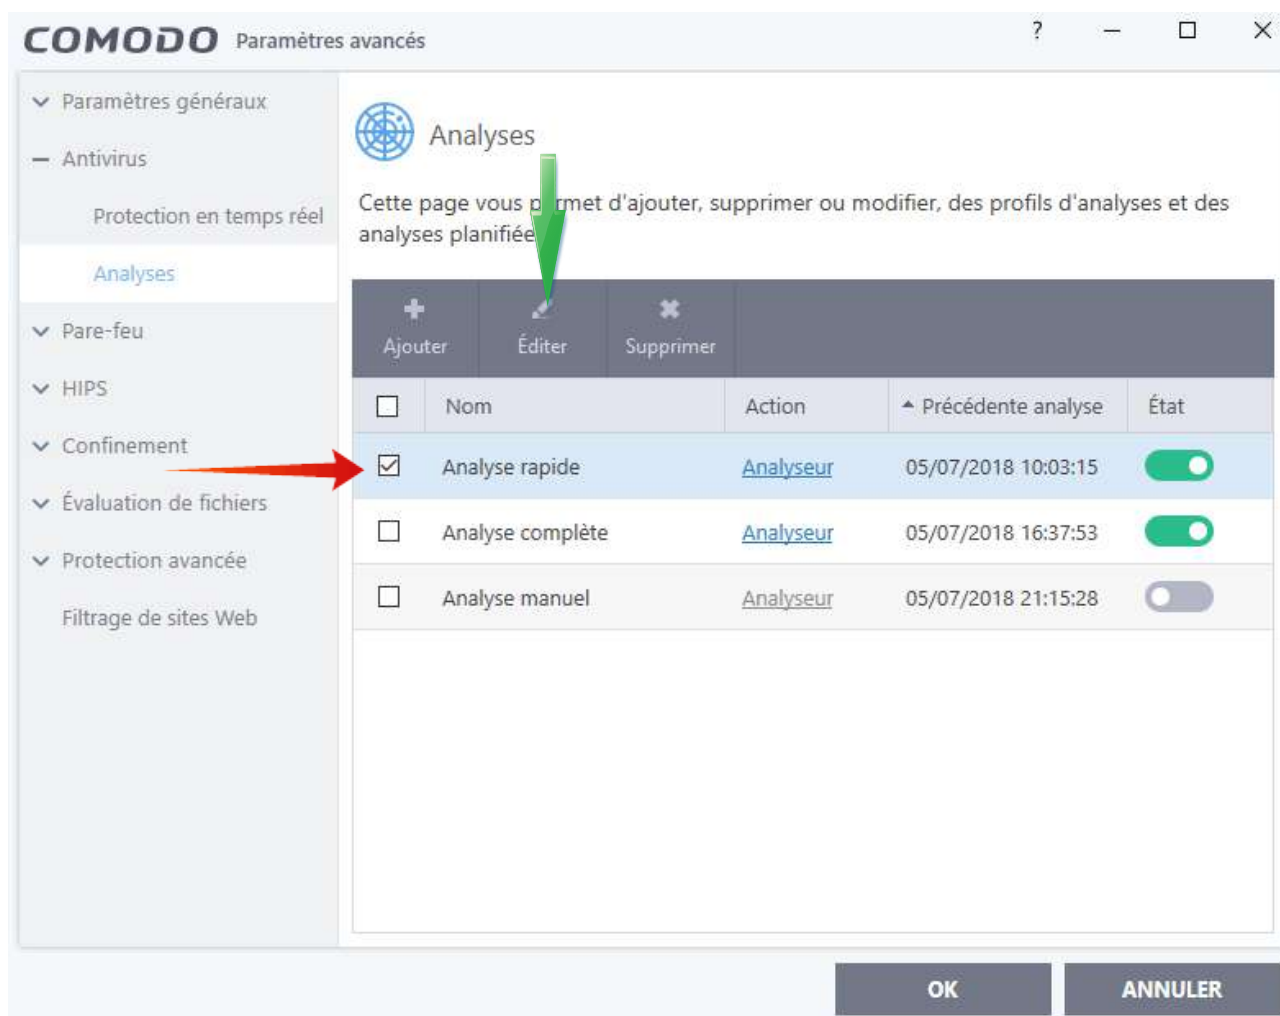 COMODO Paramètres avancés ?
Paramètres généraux
Antivirus
Protection en temps réel
Analyses
Pare-feu
HIPS
Confinement
Évaluation de fichiers
Protection avancée
Filtrage de sites Web
Analyses
Cette page vous permet d'ajouter, supprimer ou modifier, des profils d'analyses et des
analyses planifiée
Ajouter Éditer Supprimer
Nom Action Précédente analyse État
Analyse rapide Analyseur 05/07/2018 10:03:15
Analyse complète Analyseur 05/07/2018 16:37:53
Analyse manuel Analyseur 05/07/2018 21:15:28
OK ANNULER